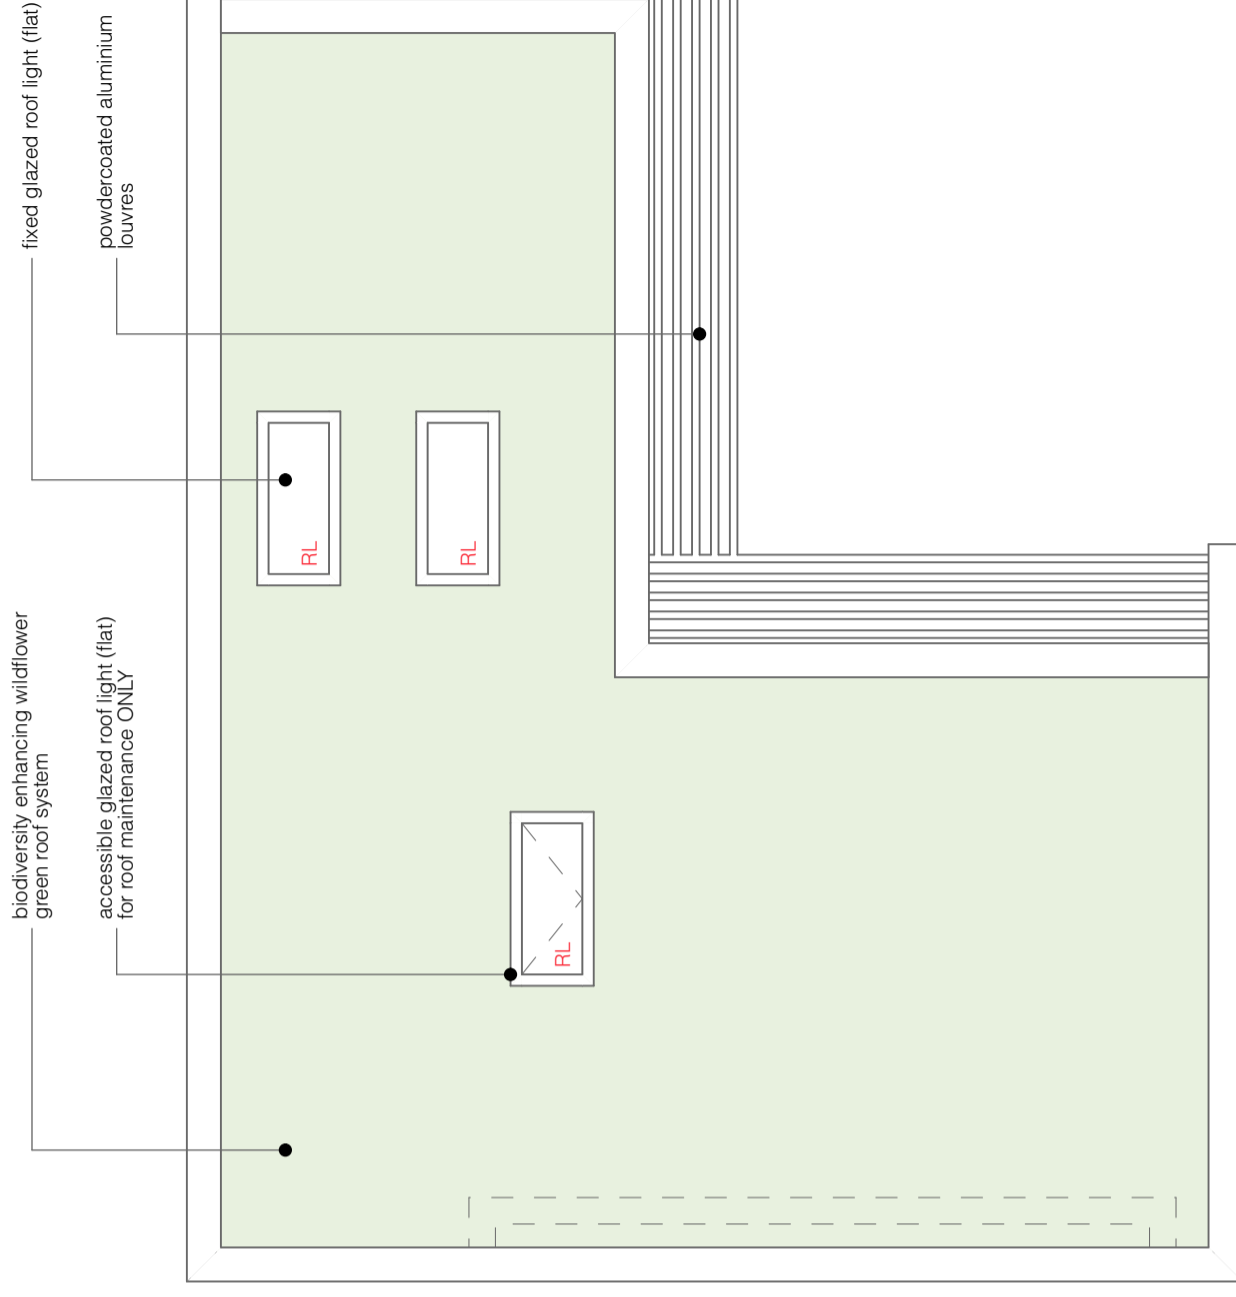 fixed glazed roof light (flat)
powdercoated aluminium
louvres
biodiversity enhancing wildflower
green roof system
accessible glazed roof light (flat)
for roof maintenance ONLY
RL
RL
RL